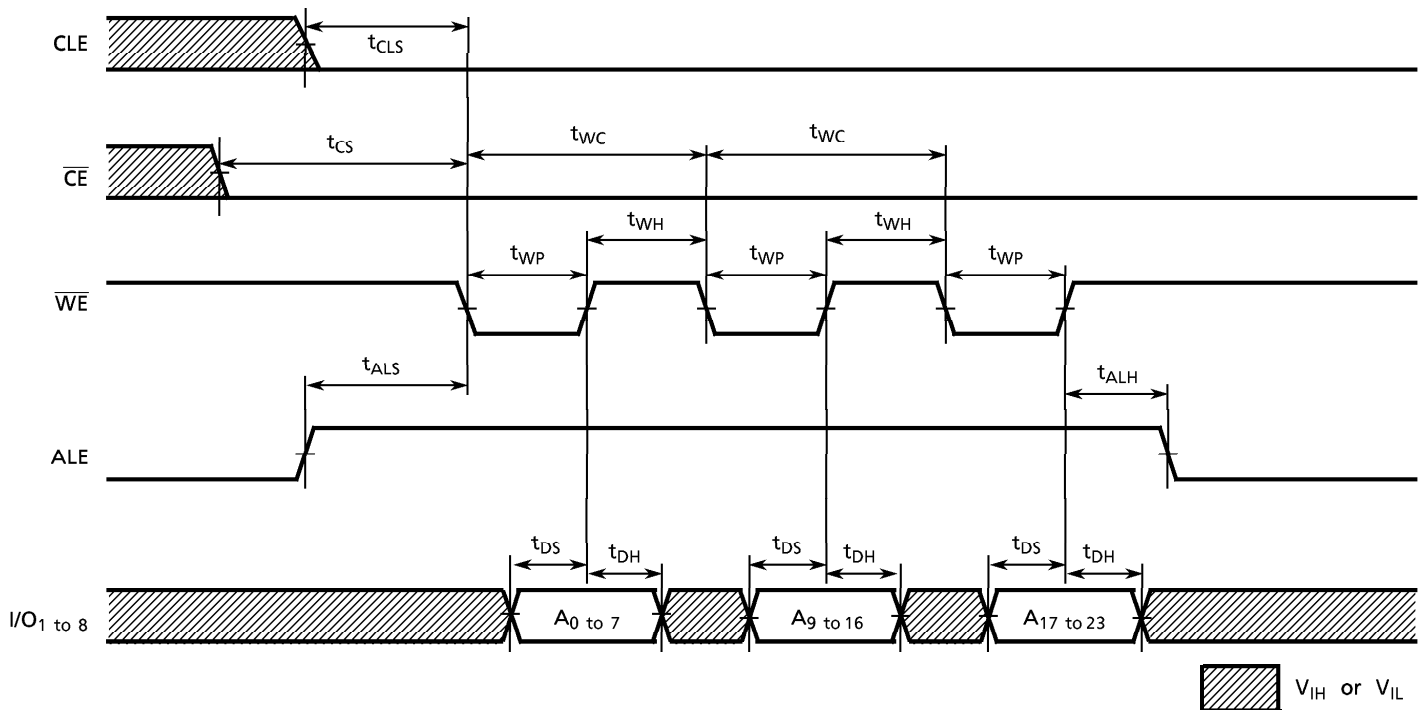 CLE
tCLS
CE
tCS
tWC
tWC
tWH
tWH
WE
tWP
tWP
tWP
tALS
tALH
ALE
tDS
tDH
tDS
tDH
tDS
tDH
I/O1 to 8
A0 to 7
A9 to 16
A17 to 23
VIH or VIL